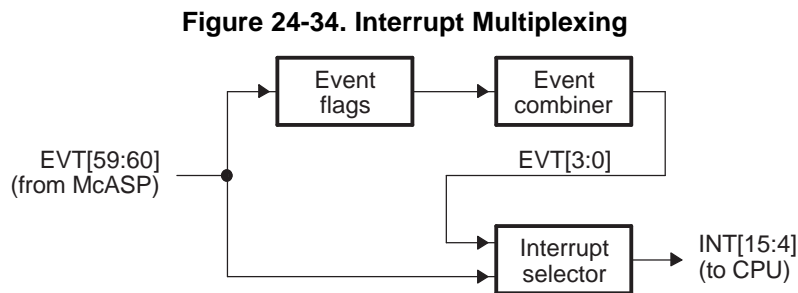 Figure 24-34. Interrupt Multiplexing
Event
flags
Event
combiner
EVT[59:60]
(from McASP)
EVT[3:0]
Interrupt
selector
INT[15:4]
(to CPU)